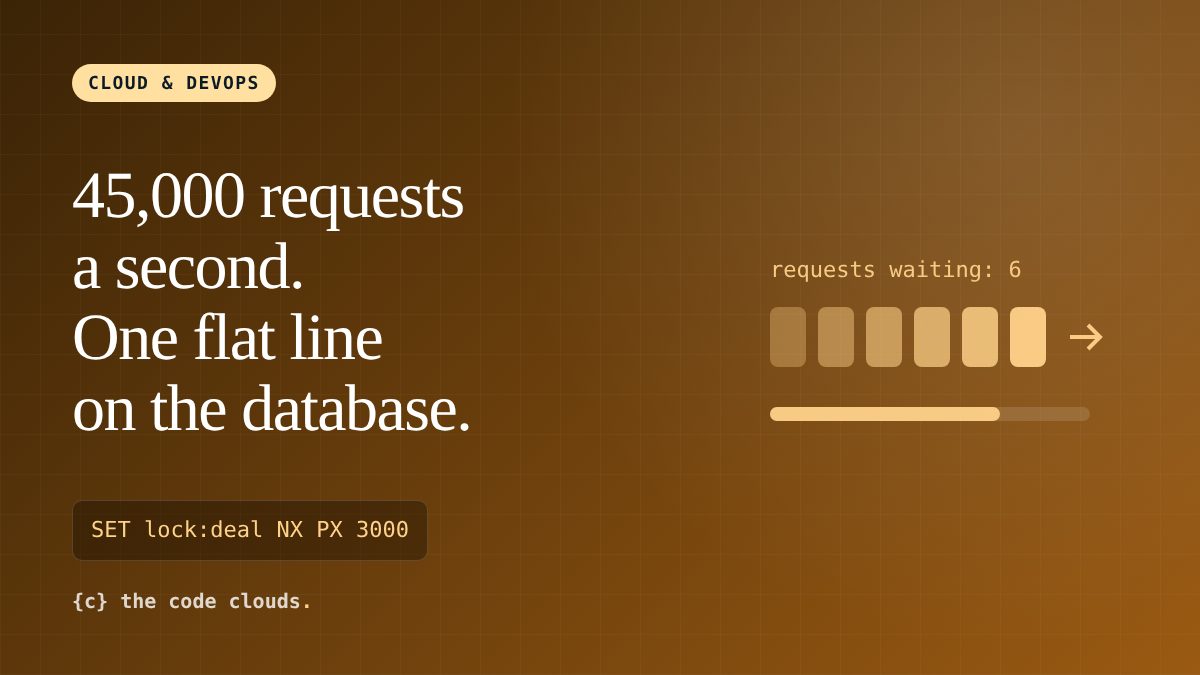 CLOUD & DEVOPS
45,000 requests
a second.
One flat line
on the database.
requests waiting: 6
SET lock:deal NX PX 3000
{c} the code clouds.